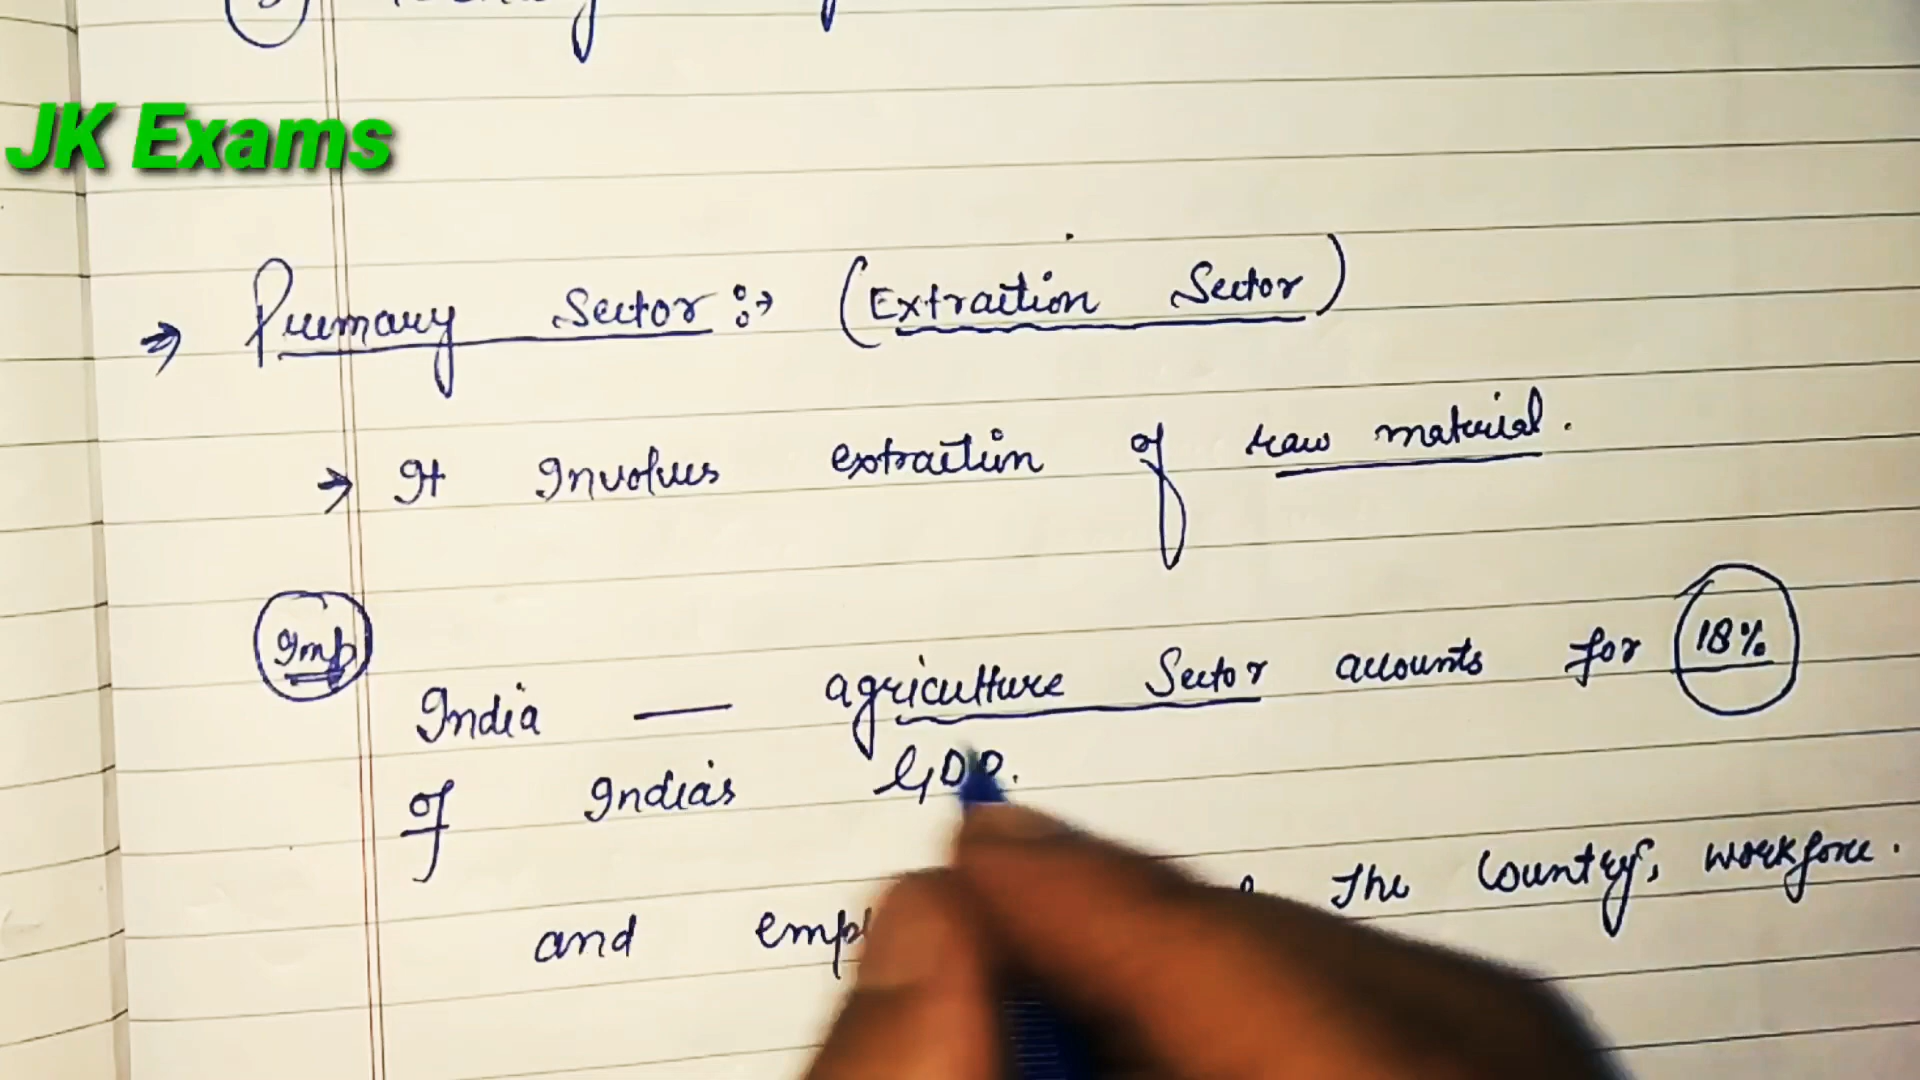 JK Exams
⇒ Primary Sector :→ (Extraction Sector)
→ It Involves extraction of raw material.
Imp
India — agriculture Sector accounts for 18%
of India's GDP.
and the Country's workforce.